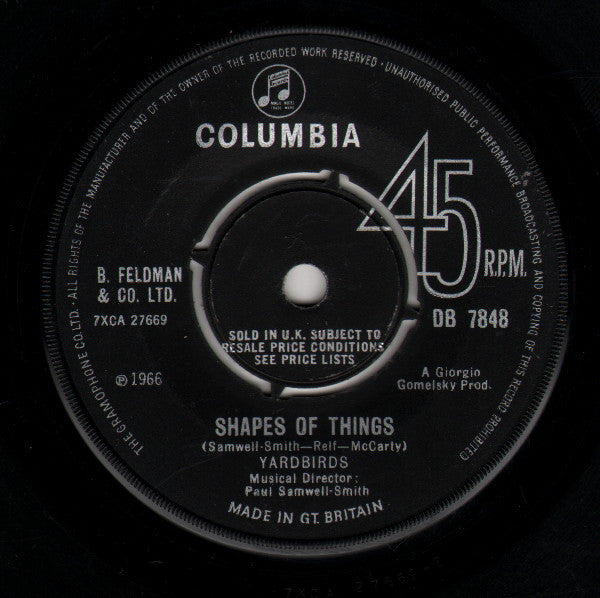 THE GRAMOPHONE CO. LTD. · ALL RIGHTS OF THE MANUFACTURER AND OF THE OWNER OF THE RECORDED WORK RESERVED · UNAUTHORISED PUBLIC PERFORMANCE BROADCASTING AND COPYING OF THIS RECORD PROHIBITED
COLUMBIA
45
R.P.M.
B. FELDMAN
& CO. LTD.
7XCA 27669
DB 7848
SOLD IN U.K. SUBJECT TO
RESALE PRICE CONDITIONS
SEE PRICE LISTS
℗ 1966
A Giorgio
Gomelsky Prod.
SHAPES OF THINGS
(Samwell-Smith—Relf—McCarty)
YARDBIRDS
Musical Director:
Paul Samwell-Smith
MADE IN GT. BRITAIN